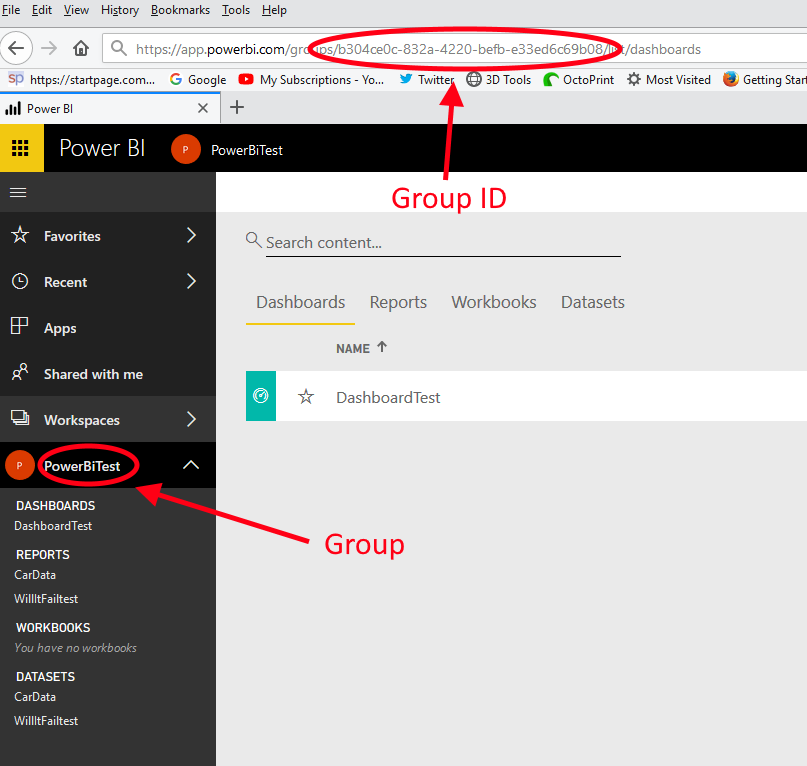 File Edit View History Bookmarks Tools Help
https://app.powerbi.com/groups/b304ce0c-832a-4220-befb-e33ed6c69b08/list/dashboards
sp https://startpage.com... G Google My Subscriptions - Yo... Twitter 3D Tools OctoPrint Most Visited Getting Star
Power BI
Power BI P PowerBiTest
Group ID
Favorites
Search content...
Recent
Dashboards Reports Workbooks Datasets
Apps
NAME
Shared with me
DashboardTest
Workspaces
P PowerBiTest
DASHBOARDS
DashboardTest
Group
REPORTS
CarData
WillItFailtest
WORKBOOKS
You have no workbooks
DATASETS
CarData
WillItFailtest